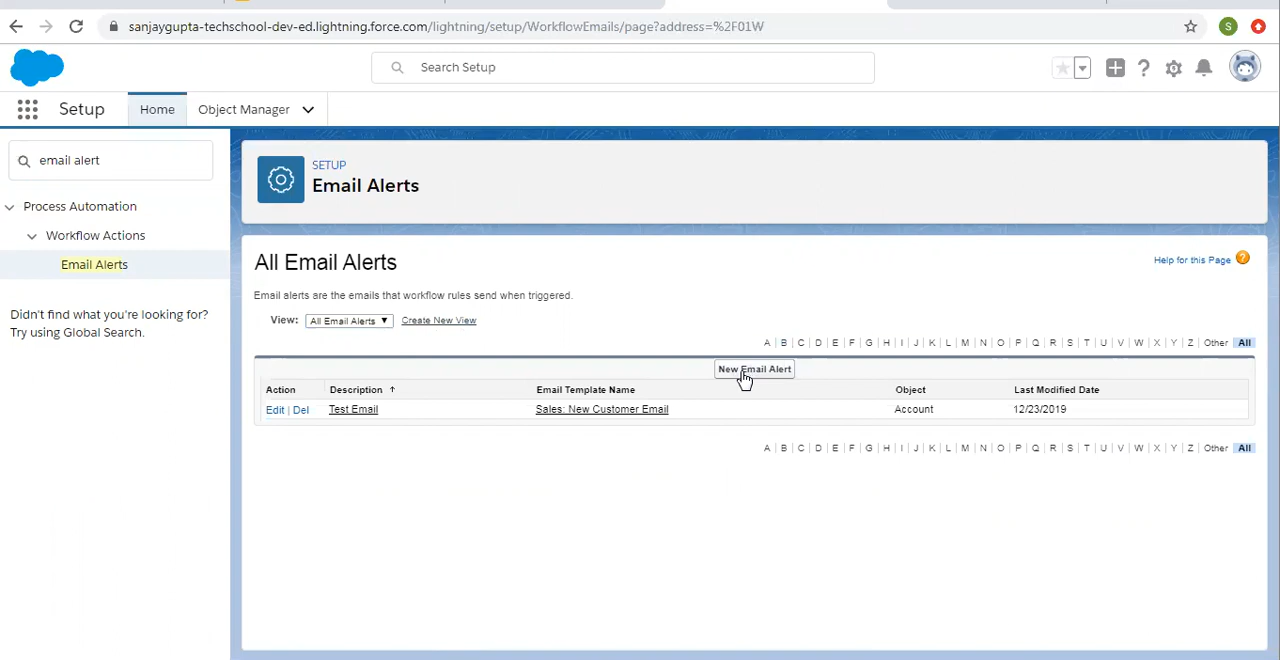 sanjaygupta-techschool-dev-ed.lightning.force.com/lightning/setup/WorkflowEmails/page?address=%2F01W
S
Search Setup
Setup
Home
Object Manager
email alert
Process Automation
Workflow Actions
Email Alerts
Didn't find what you're looking for?
Try using Global Search.
SETUP
Email Alerts
All Email Alerts
Help for this Page ?
Email alerts are the emails that workflow rules send when triggered.
View: All Email Alerts Create New View
A | B | C | D | E | F | G | H | I | J | K | L | M | N | O | P | Q | R | S | T | U | V | W | X | Y | Z | Other All
New Email Alert
Action Description Email Template Name Object Last Modified Date
Edit | Del Test Email Sales: New Customer Email Account 12/23/2019
A | B | C | D | E | F | G | H | I | J | K | L | M | N | O | P | Q | R | S | T | U | V | W | X | Y | Z | Other All